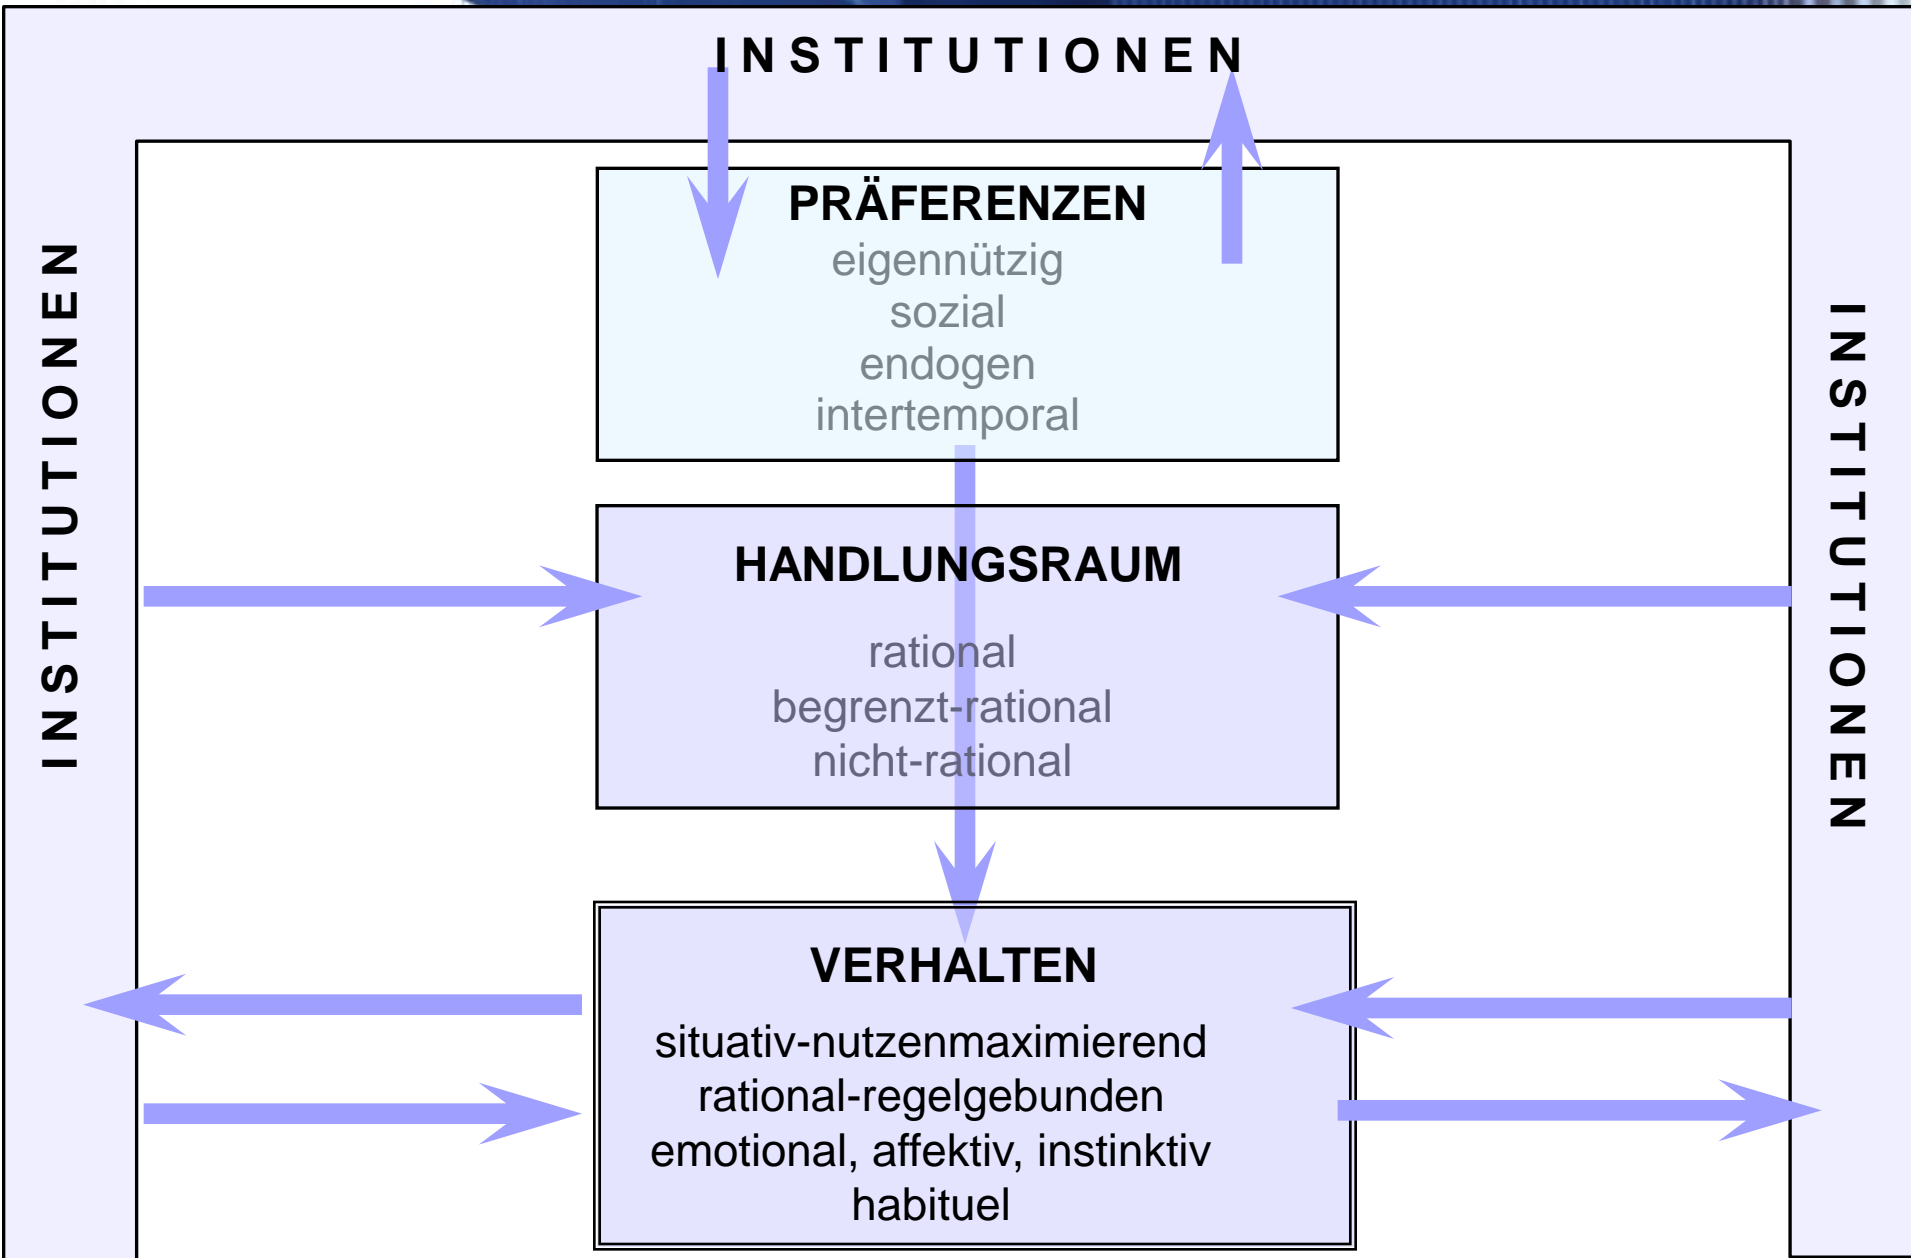 INSTITUTIONEN
INSTITUTIONEN
PRÄFERENZEN
eigennützig
sozial
endogen
intertemporal
HANDLUNGSRAUM
rational
begrenzt-rational
nicht-rational
VERHALTEN
situativ-nutzenmaximierend
rational-regelgebunden
emotional, affektiv, instinktiv
habituel
INSTITUTIONEN